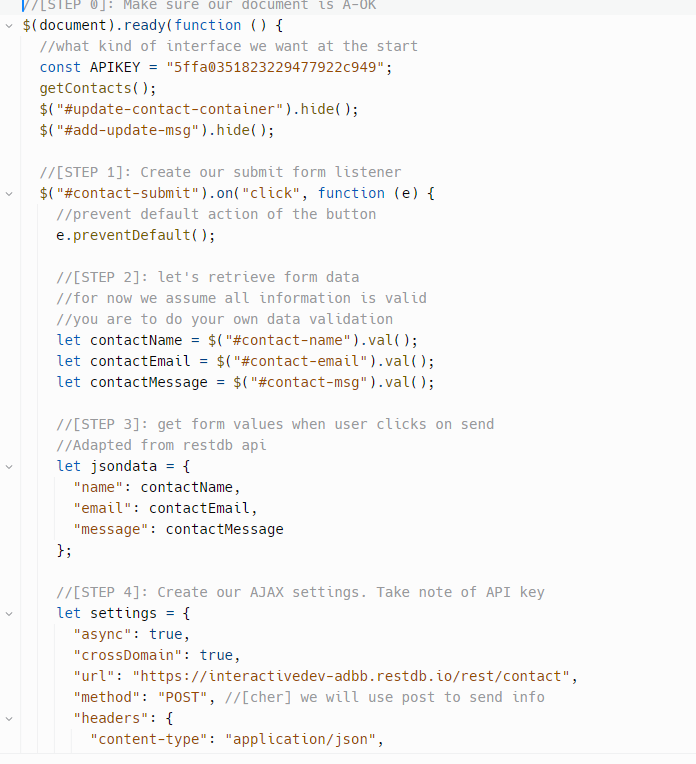 //[STEP 0]: Make sure our document is A-OK
$(document).ready(function () {
//what kind of interface we want at the start
const APIKEY = "5ffa0351823229477922c949";
getContacts();
$("#update-contact-container").hide();
$("#add-update-msg").hide();
//[STEP 1]: Create our submit form listener
$("#contact-submit").on("click", function (e) {
//prevent default action of the button
e.preventDefault();
//[STEP 2]: let's retrieve form data
//for now we assume all information is valid
//you are to do your own data validation
let contactName = $("#contact-name").val();
let contactEmail = $("#contact-email").val();
let contactMessage = $("#contact-msg").val();
//[STEP 3]: get form values when user clicks on send
//Adapted from restdb api
let jsondata = {
"name": contactName,
"email": contactEmail,
"message": contactMessage
};
//[STEP 4]: Create our AJAX settings. Take note of API key
let settings = {
"async": true,
"crossDomain": true,
"url": "https://interactivedev-adbb.restdb.io/rest/contact",
"method": "POST", //[cher] we will use post to send info
"headers": {
"content-type": "application/json",